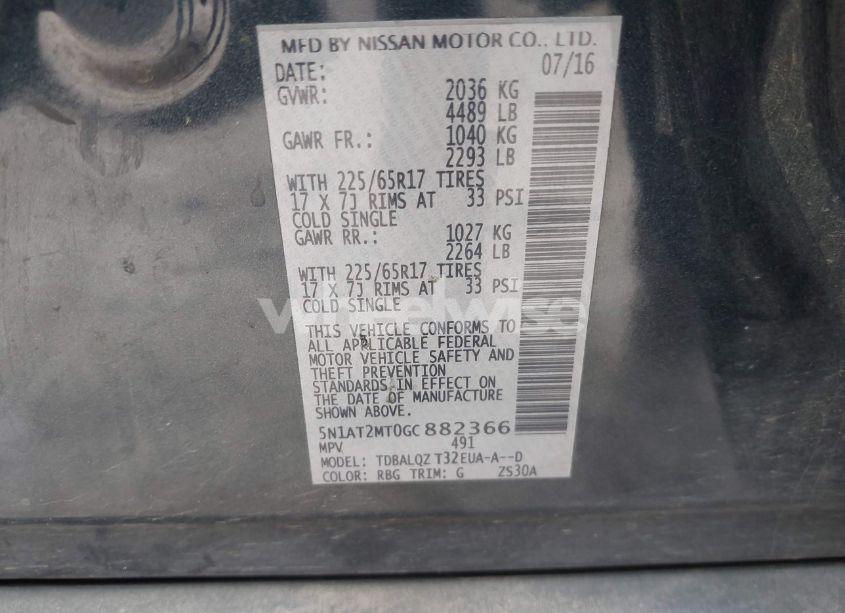 MFD BY NISSAN MOTOR CO., LTD.
DATE: 07/16
GVWR: 2036 KG
4489 LB
GAWR FR.: 1040 KG
2293 LB
WITH 225/65R17 TIRES
17 X 7J RIMS AT 33 PSI
COLD SINGLE
GAWR RR.: 1027 KG
2264 LB
WITH 225/65R17 TIRES
17 X 7J RIMS AT 33 PSI
COLD SINGLE
wheelwise
THIS VEHICLE CONFORMS TO
ALL APPLICABLE FEDERAL
MOTOR VEHICLE SAFETY AND
THEFT PREVENTION
STANDARDS IN EFFECT ON
THE DATE OF MANUFACTURE
SHOWN ABOVE.
5N1AT2MT0GC882366
MPV 491
MODEL: TDBALQZ T32EUA-A--D
COLOR: RBG TRIM: G ZS30A